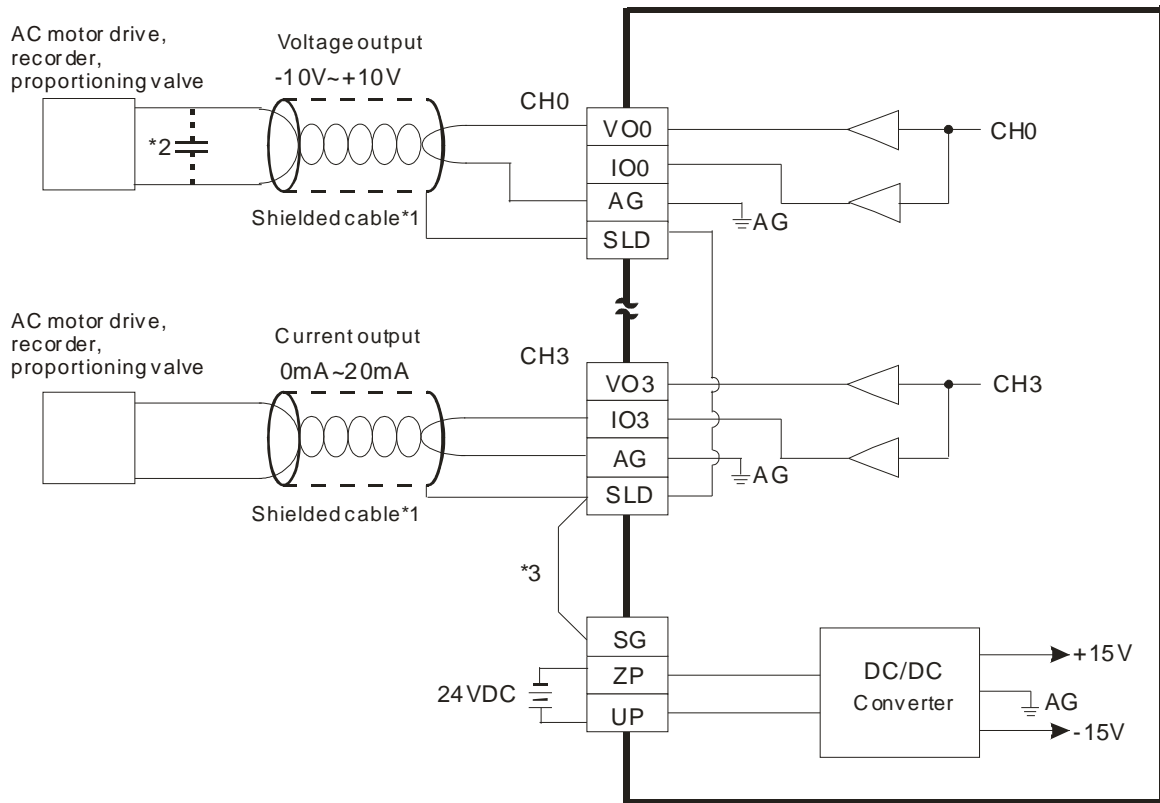 AC motor drive,
recorder,
proportioning valve
Voltage output
-10V~+10V
CH0
*2
Shielded cable*1
VO0
IO0
AG
SLD
AG
CH0
AC motor drive,
recorder,
proportioning valve
Current output
0mA~20mA
CH3
Shielded cable*1
VO3
IO3
AG
SLD
AG
CH3
*3
24VDC
SG
ZP
UP
DC/DC
Converter
+15V
AG
-15V